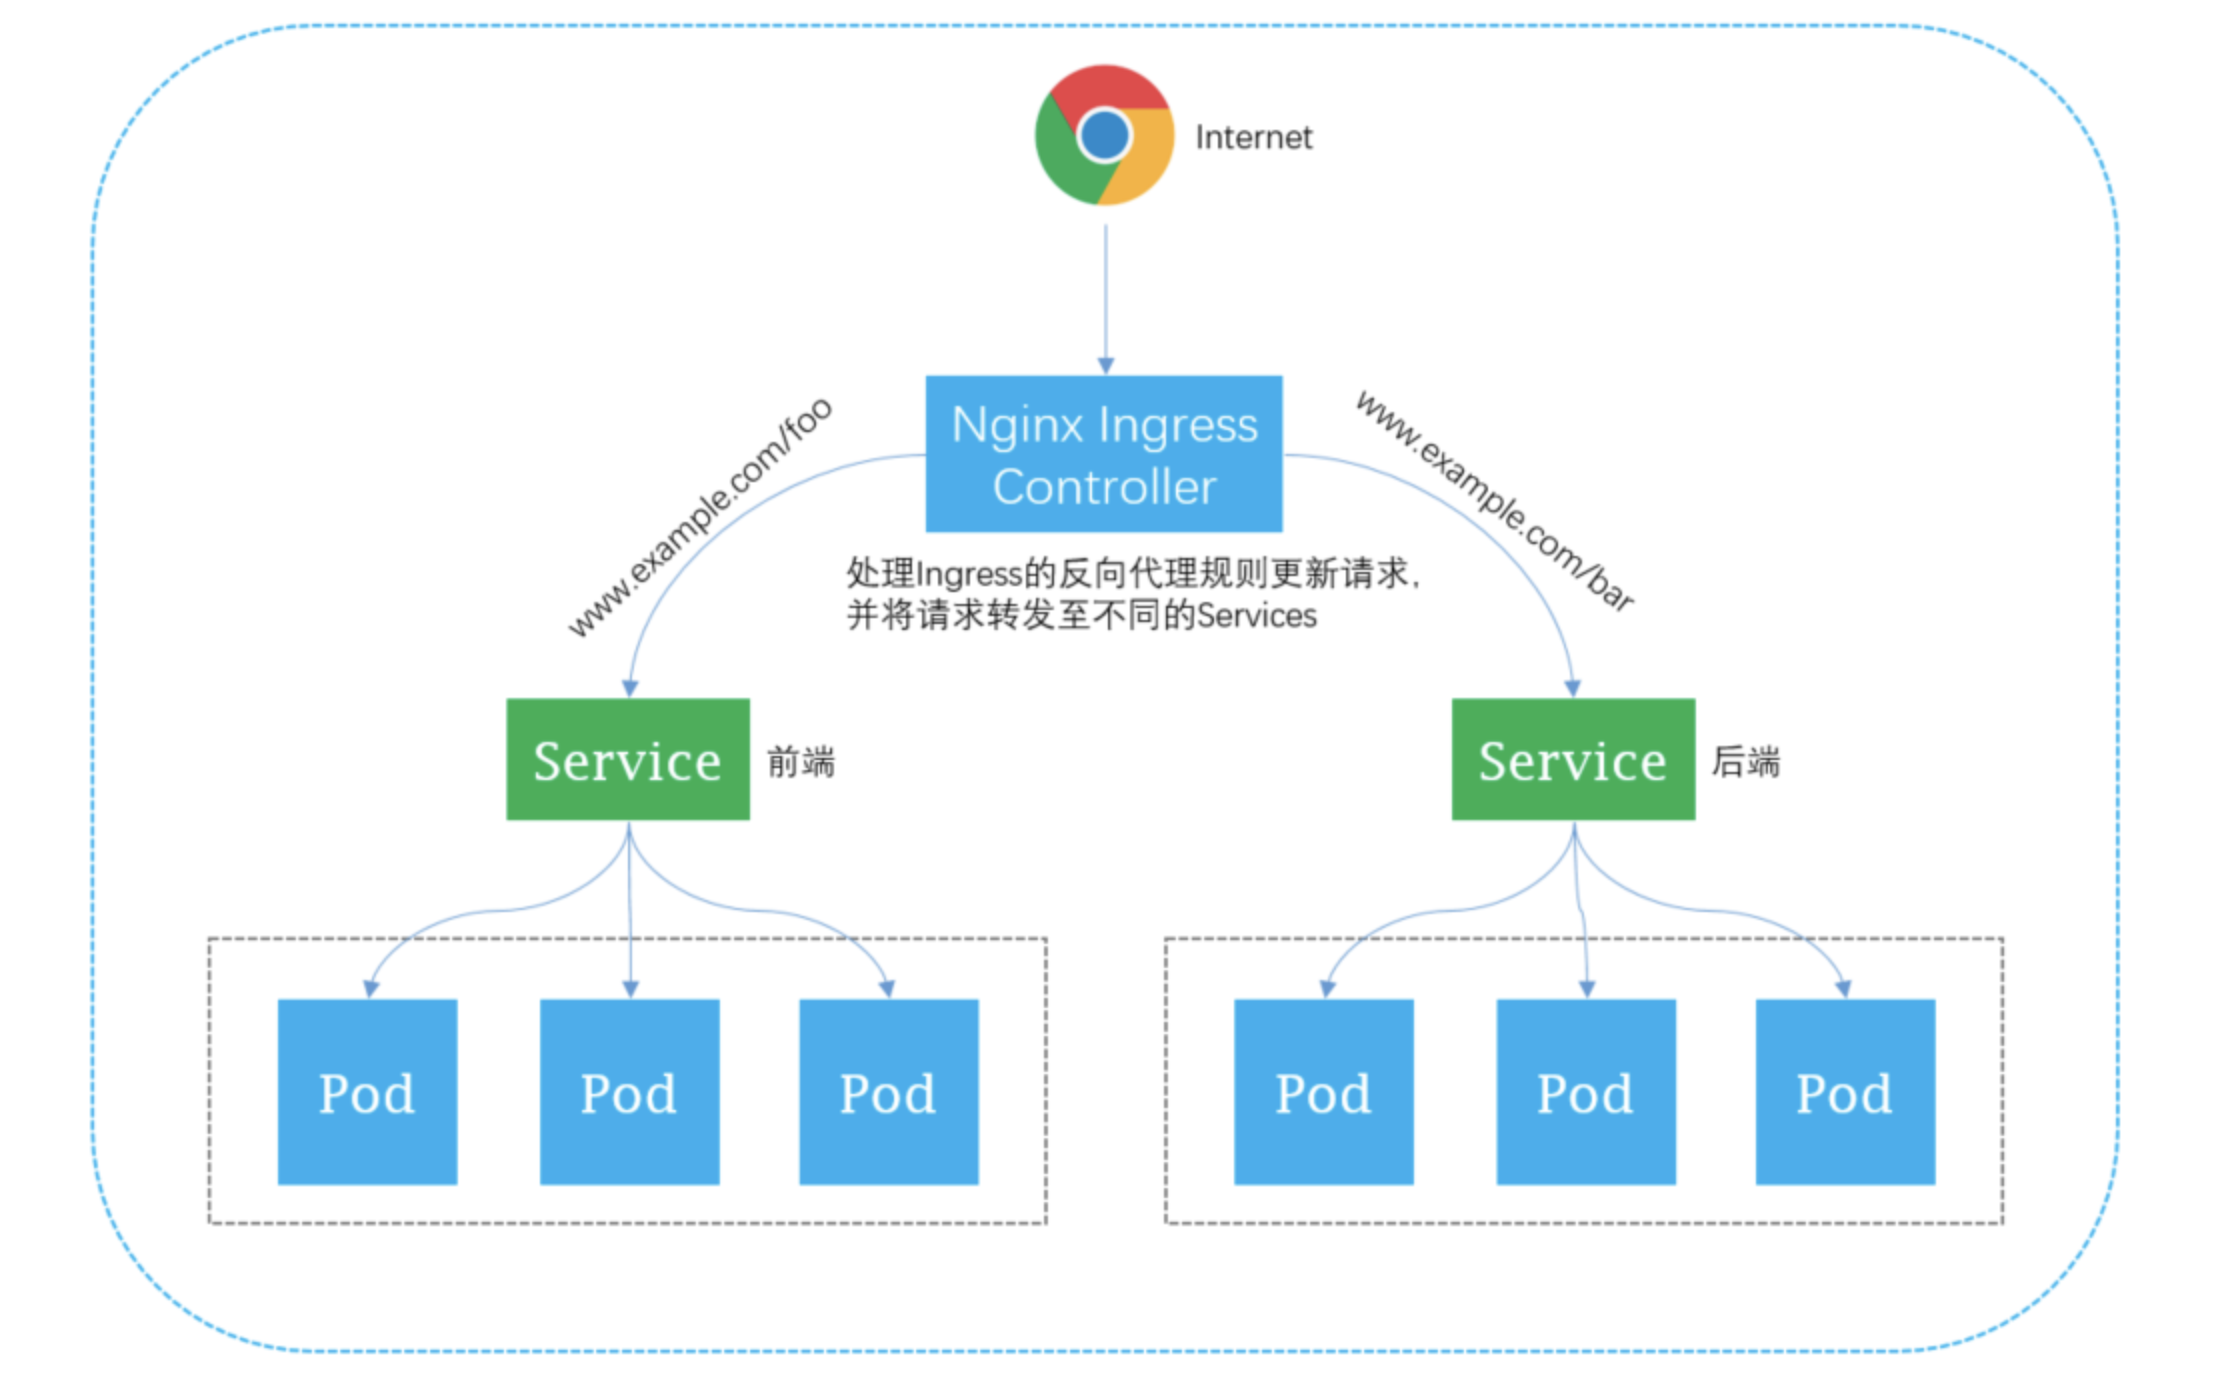 Internet
Nginx Ingress
Controller
www.example.com/foo
www.example.com/bar
处理Ingress的反向代理规则更新请求，
并将请求转发至不同的Services
Service
前端
Service
后端
Pod
Pod
Pod
Pod
Pod
Pod